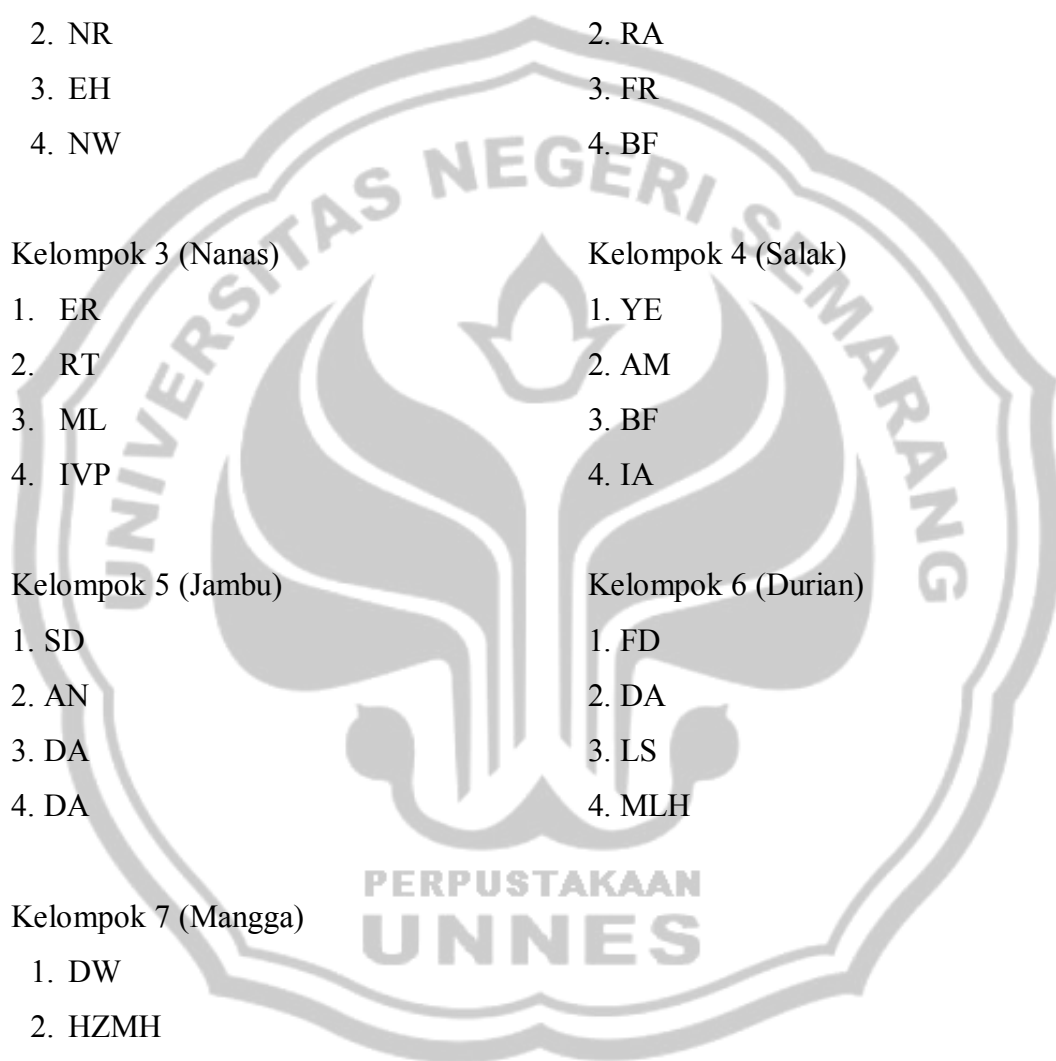 2. NR
3. EH
4. NW
2. RA
3. FR
4. BF
Kelompok 3 (Nanas)
1. ER
2. RT
3. ML
4. IVP
Kelompok 4 (Salak)
1. YE
2. AM
3. BF
4. IA
Kelompok 5 (Jambu)
1. SD
2. AN
3. DA
4. DA
Kelompok 6 (Durian)
1. FD
2. DA
3. LS
4. MLH
Kelompok 7 (Mangga)
1. DW
2. HZMH
UNIVERSITAS NEGERI SEMARANG
PERPUSTAKAAN
UNNES